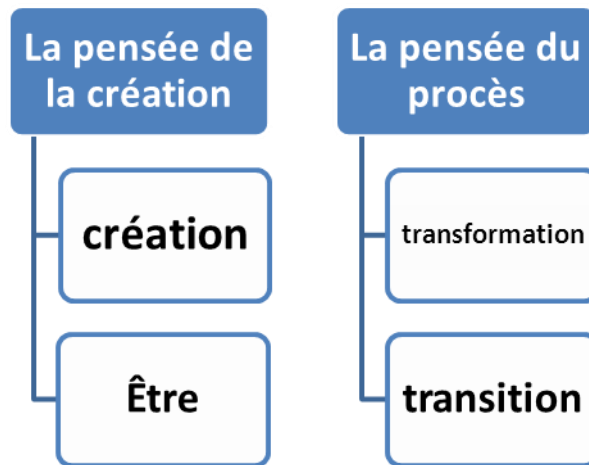 La pensée de
la création
création
Être
La pensée du
procès
transformation
transition